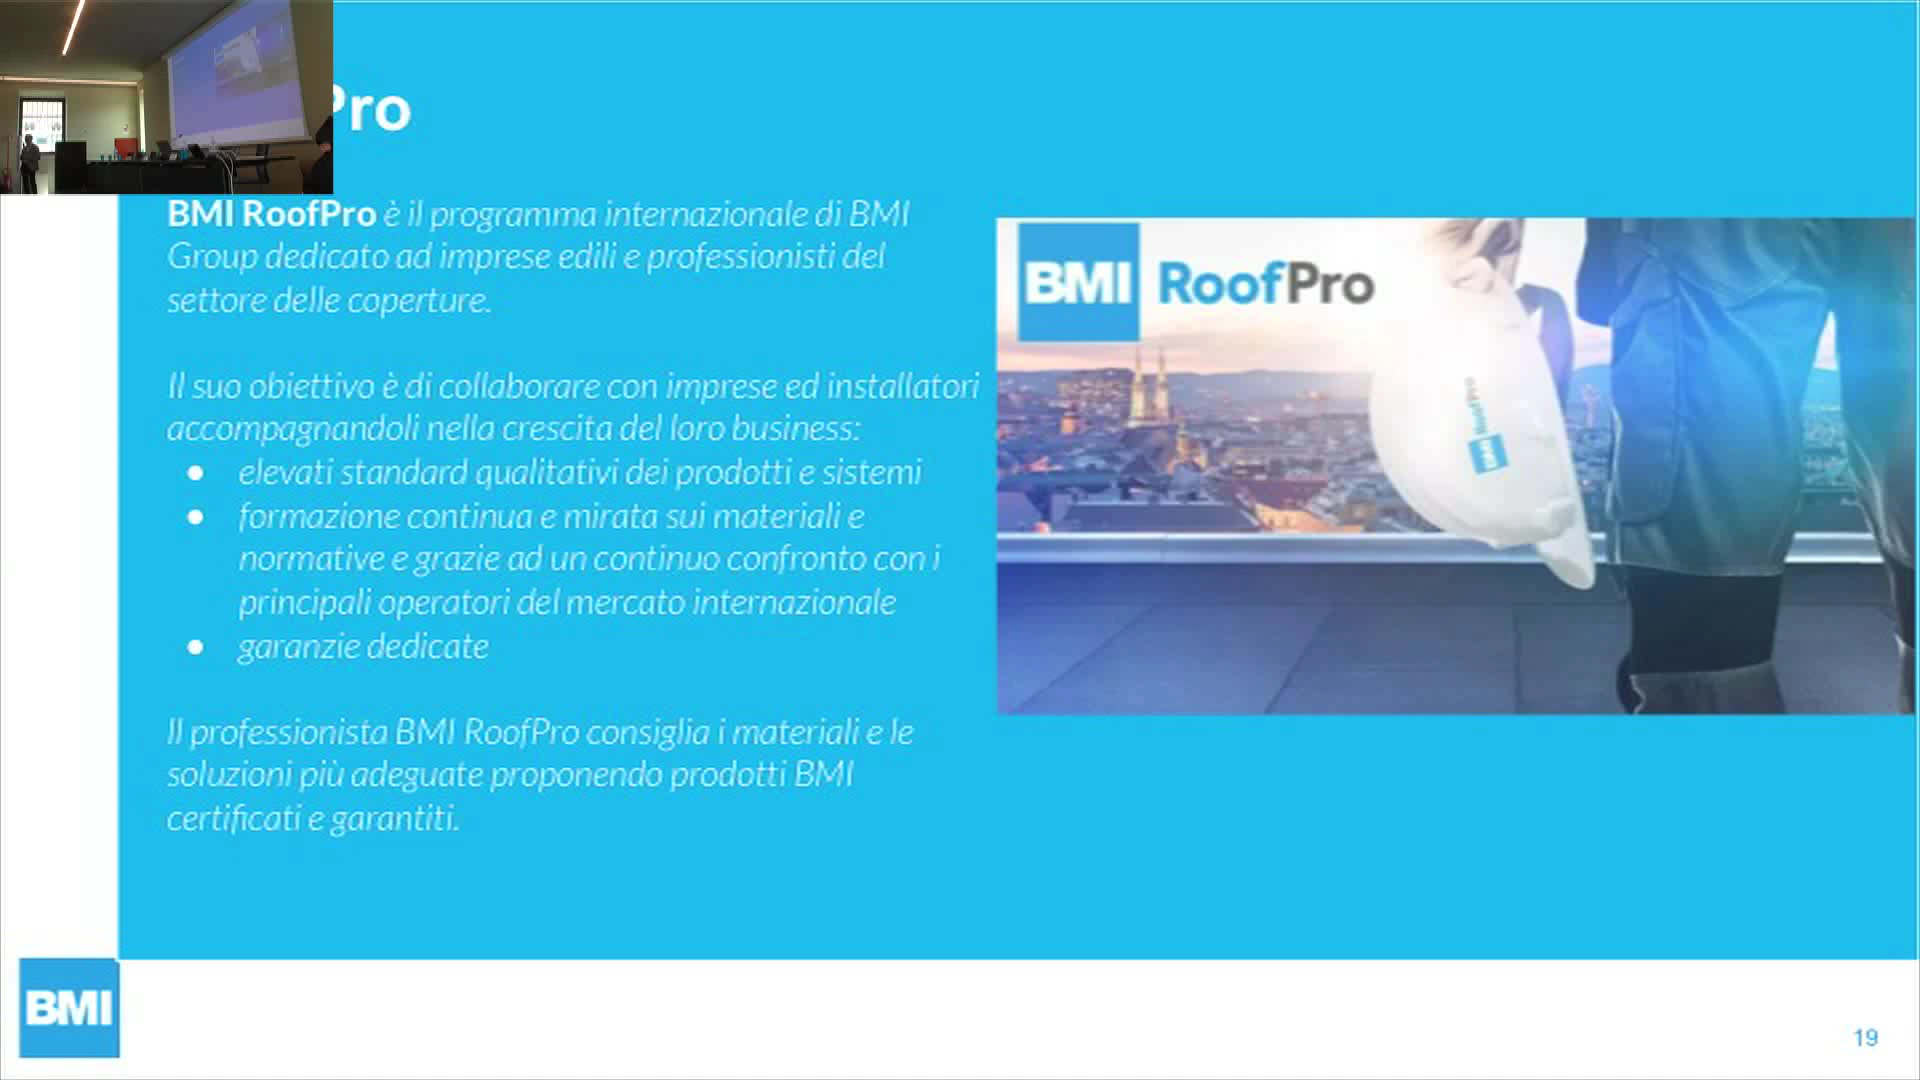 Pro
BMI RoofPro è il programma internazionale di BMI
Group dedicato ad imprese edili e professionisti del
settore delle coperture.
Il suo obiettivo è di collaborare con imprese ed installatori
accompagnandoli nella crescita del loro business:
● elevati standard qualitativi dei prodotti e sistemi
● formazione continua e mirata sui materiali e
normative e grazie ad un continuo confronto con i
principali operatori del mercato internazionale
● garanzie dedicate
Il professionista BMI RoofPro consiglia i materiali e le
soluzioni più adeguate proponendo prodotti BMI
certificati e garantiti.
BMI RoofPro
BMI RoofPro
BMI
19